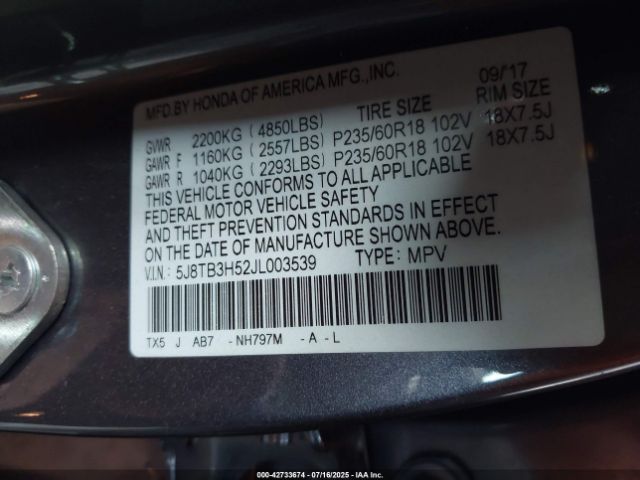 MFD.BY HONDA OF AMERICA MFG.,INC. 09/'17
TIRE SIZE RIM SIZE
GVWR 2200KG ( 4850LBS)
GAWR F 1160KG ( 2557LBS) P235/60R18 102V 18X7.5J
GAWR R 1040KG ( 2293LBS) P235/60R18 102V 18X7.5J
THIS VEHICLE CONFORMS TO ALL APPLICABLE
FEDERAL MOTOR VEHICLE SAFETY
AND THEFT PREVENTION STANDARDS IN EFFECT
ON THE DATE OF MANUFACTURE SHOWN ABOVE.
V.I.N.: 5J8TB3H52JL003539 TYPE: MPV
TX5 J AB7 -NH797M -A-L
000-42733674 - 07/16/2025 - IAA, Inc.